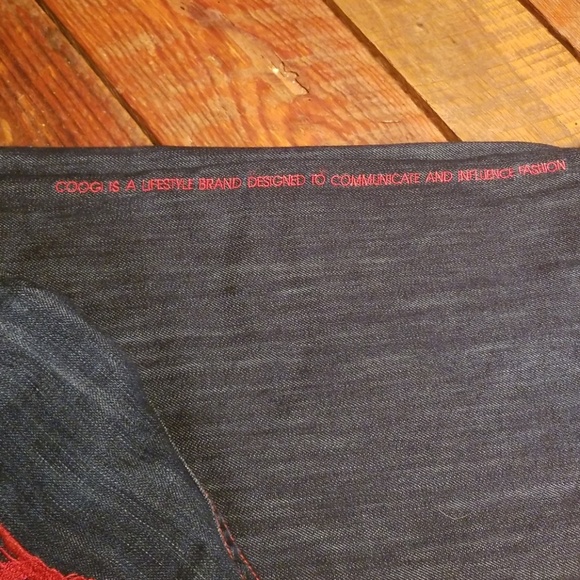 COOGI IS A LIFESTYLE BRAND DESIGNED TO COMMUNICATE AND INFLUENCE FASHION